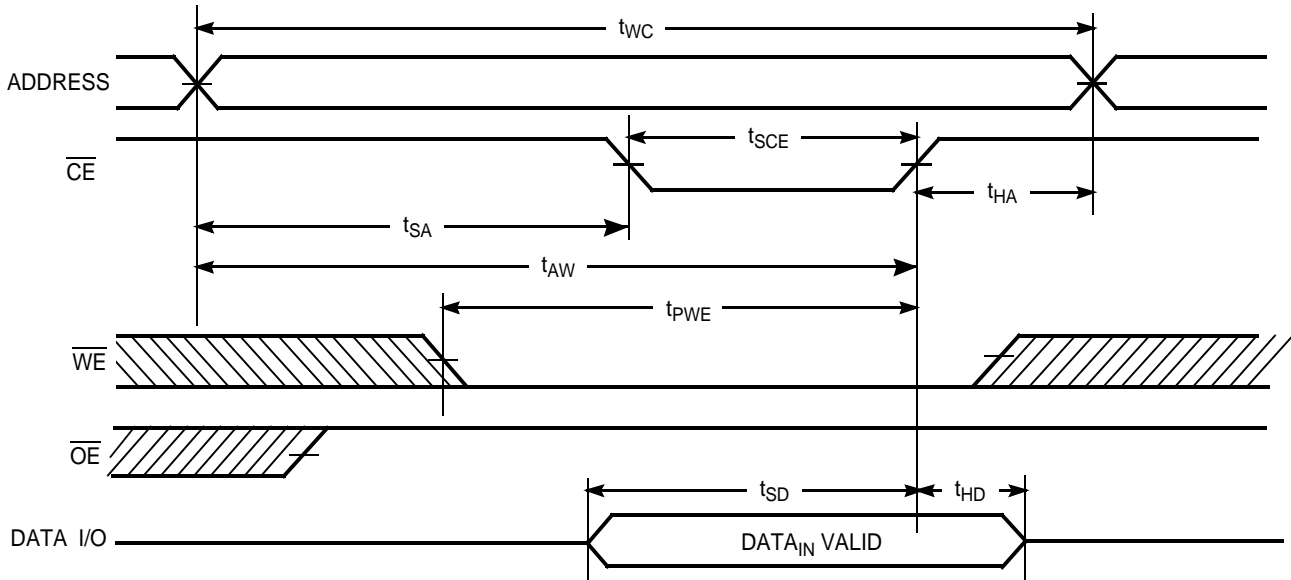 tWC
ADDRESS
tSCE
CE
tHA
tSA
tAW
tPWE
WE
OE
tSD tHD
DATA I/O DATAIN VALID